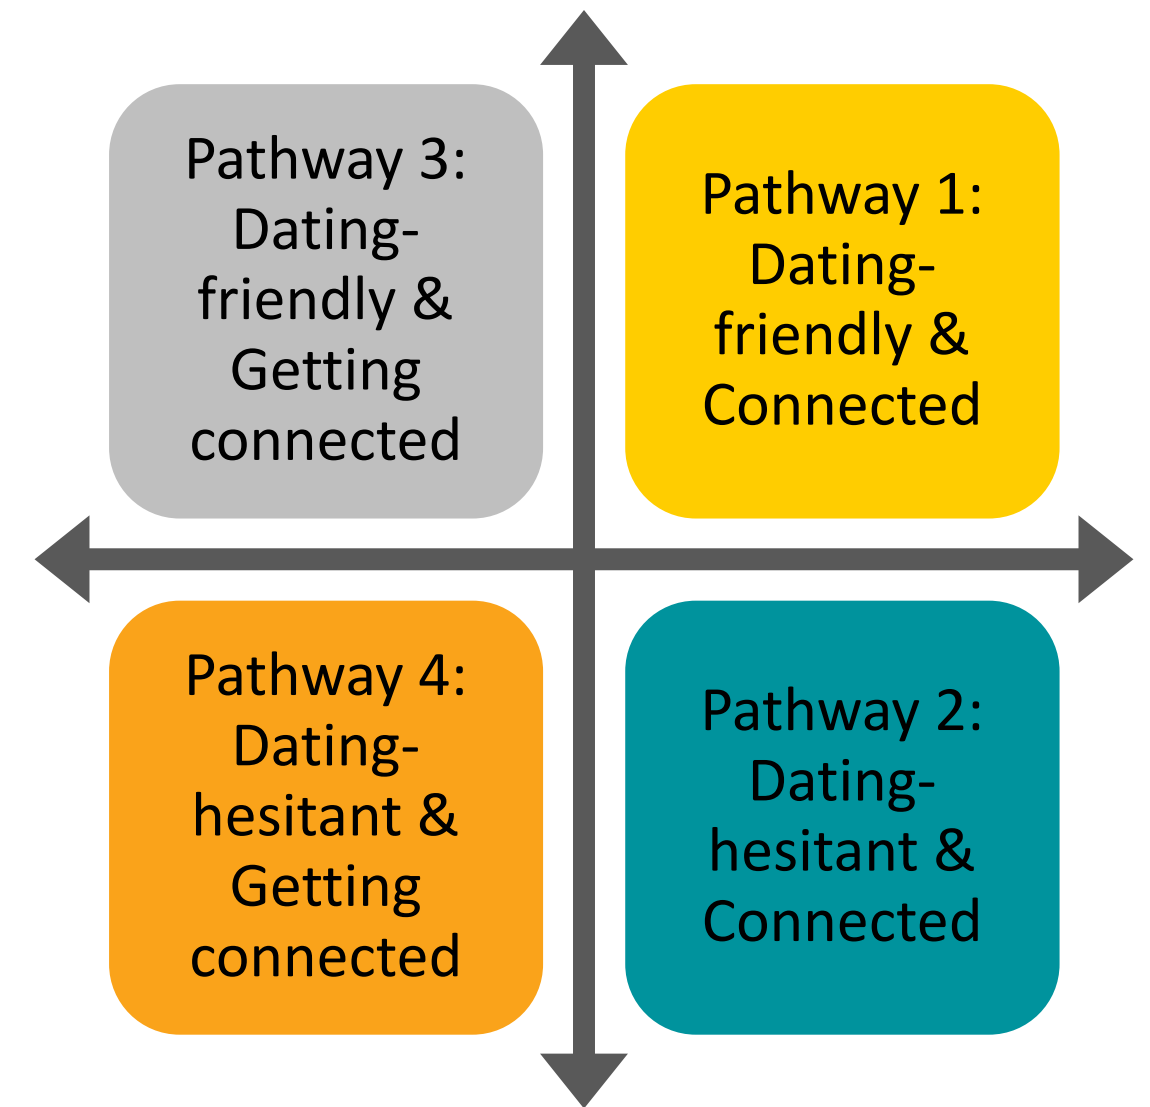 Pathway 3:
Dating-
friendly &
Getting
connected
Pathway 1:
Dating-
friendly &
Connected
Pathway 4:
Dating-
hesitant &
Getting
connected
Pathway 2:
Dating-
hesitant &
Connected